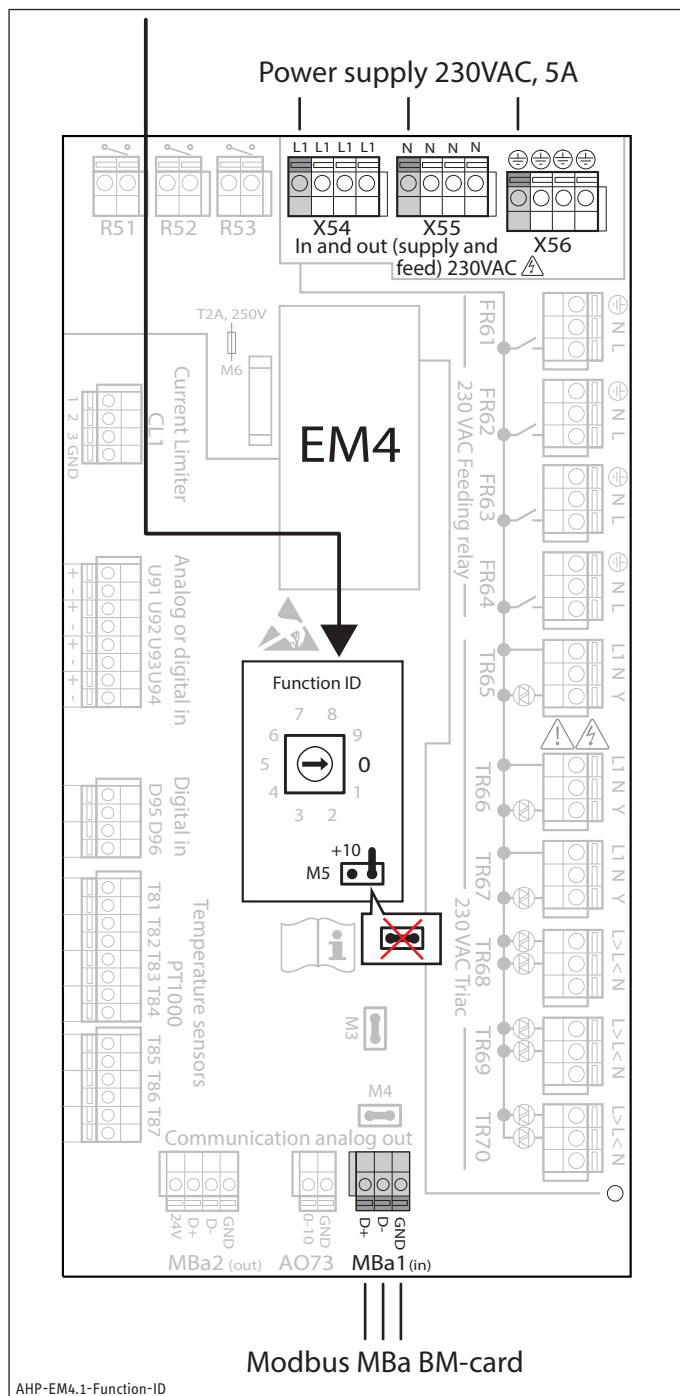 Power supply 230VAC, 5A
L1 L1 L1 L1
N N N N
R51
R52
R53
X54
X55
X56
In and out (supply and
feed) 230VAC
T2A, 250V
M6
EM4
1 2 3 GND
CL1
Current Limiter
+ - + - + - + -
U91 U92 U93 U94
Analog or digital in
D95 D96
Digital in
T81 T82 T83 T84
PT1000
Temperature sensors
T85 T86 T87
Function ID
7 8
6 9
5 0
4 1
3 2
+10
M5
i
M3
M4
FR61
N L
FR62
N L
FR63
N L
FR64
N L
230 VAC Feeding relay
TR65
L1 N Y
TR66
L1 N Y
TR67
L1 N Y
TR68
L> L< N
TR69
L> L< N
TR70
L> L< N
230 VAC Triac
Communication analog out
24V D+ D- GND
0-10 GND
D+ D- GND
MBa2 (out)
AO73
MBa1 (in)
Modbus MBa BM-card
AHP-EM4.1-Function-ID